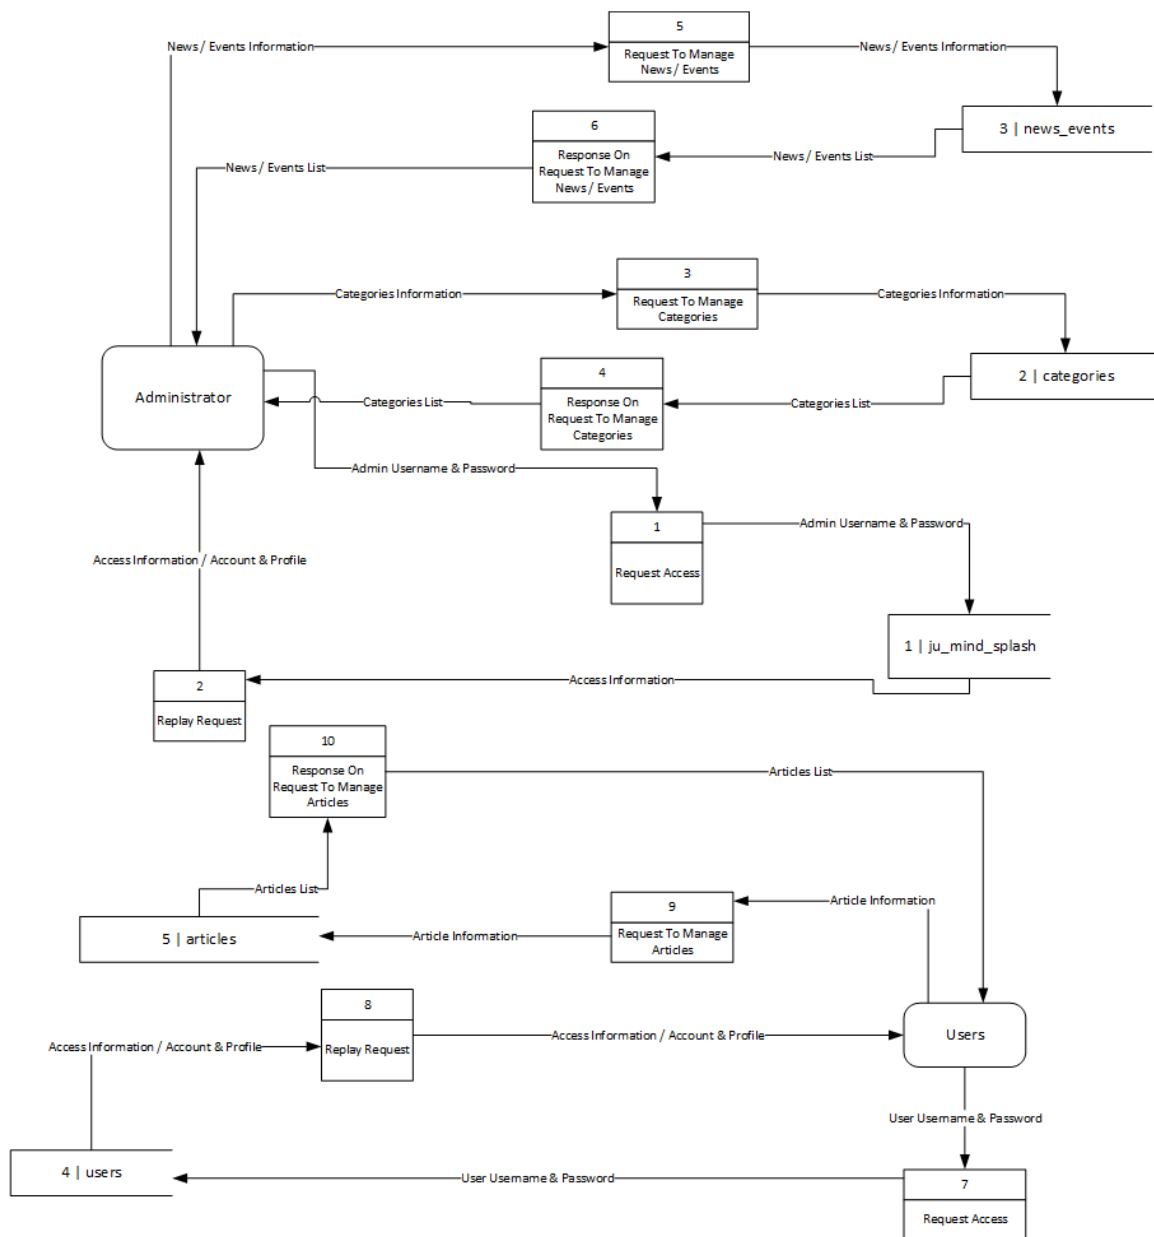 5
News / Events Information
Request To Manage
News / Events
News / Events Information
3 | news_events
6
Response On
Request To Manage
News / Events
News / Events List
News / Events List
3
Categories Information
Request To Manage
Categories
Categories Information
2 | categories
4
Response On
Request To Manage
Categories
Categories List
Categories List
Administrator
Admin Username & Password
1
Request Access
Admin Username & Password
Access Information / Account & Profile
1 | ju_mind_splash
2
Replay Request
Access Information
10
Response On
Request To Manage
Articles
Articles List
Articles List
9
Request To Manage
Articles
Article Information
Article Information
5 | articles
8
Replay Request
Access Information / Account & Profile
Access Information / Account & Profile
Users
User Username & Password
4 | users
User Username & Password
7
Request Access